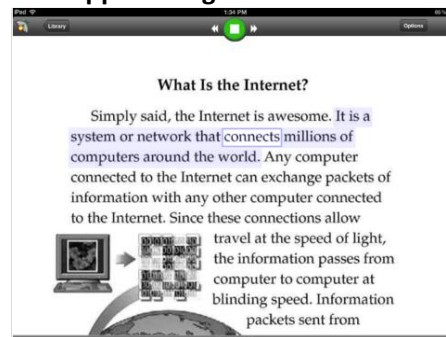 iPad
1:34 PM
Library
Options
What Is the Internet?
Simply said, the Internet is awesome. It is a
system or network that connects millions of
computers around the world. Any computer
connected to the Internet can exchange packets of
information with any other computer connected
to the Internet. Since these connections allow
travel at the speed of light,
the information passes from
computer to computer at
blinding speed. Information
packets sent from